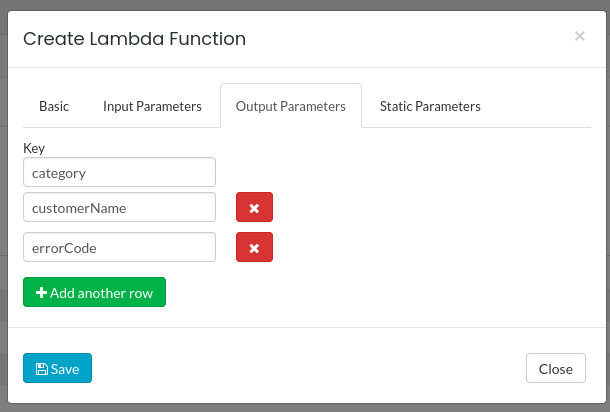 Create Lambda Function
×
Basic Input Parameters Output Parameters Static Parameters
Key
category
customerName
errorCode
Add another row
Save Close